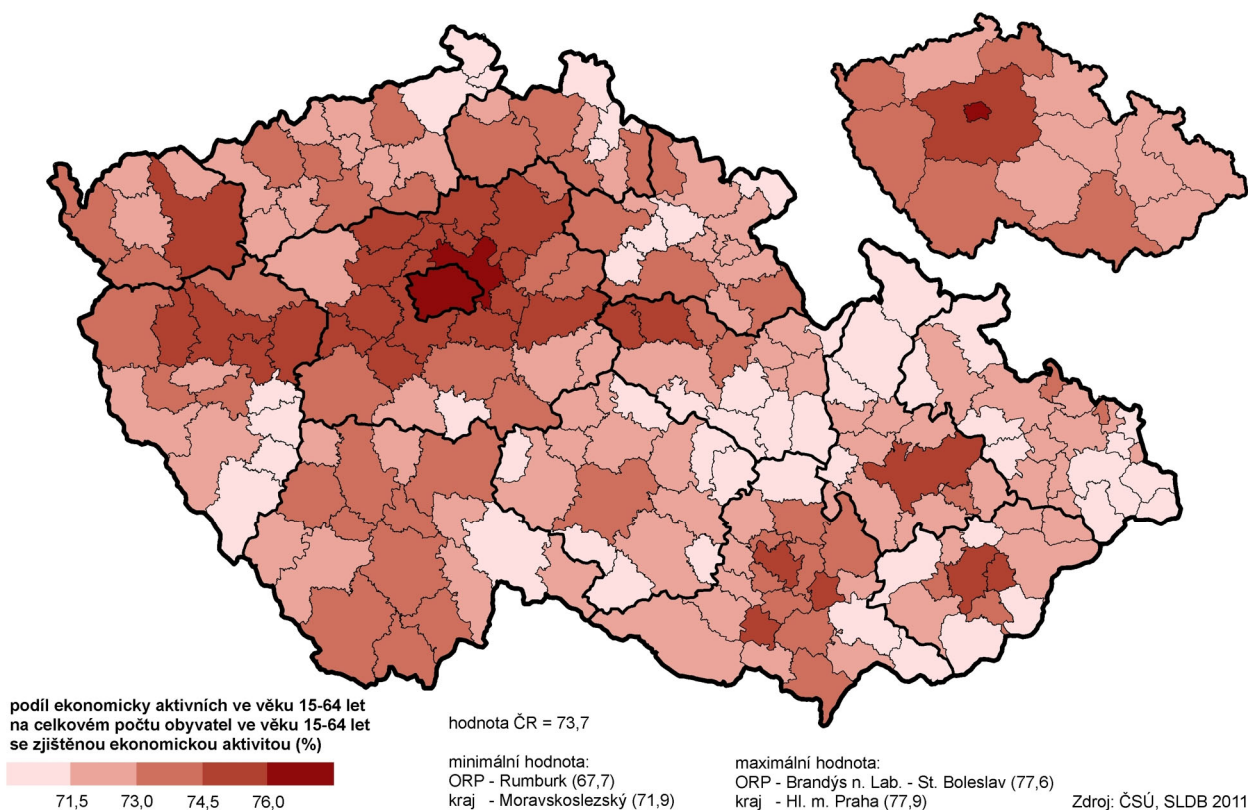 podíl ekonomicky aktivních ve věku 15-64 let
na celkovém počtu obyvatel ve věku 15-64 let
se zjištěnou ekonomickou aktivitou (%)
71,5 73,0 74,5 76,0
hodnota ČR = 73,7
minimální hodnota:
ORP - Rumburk (67,7)
kraj - Moravskoslezský (71,9)
maximální hodnota:
ORP - Brandýs n. Lab. - St. Boleslav (77,6)
kraj - Hl. m. Praha (77,9)
Zdroj: ČSÚ, SLDB 2011